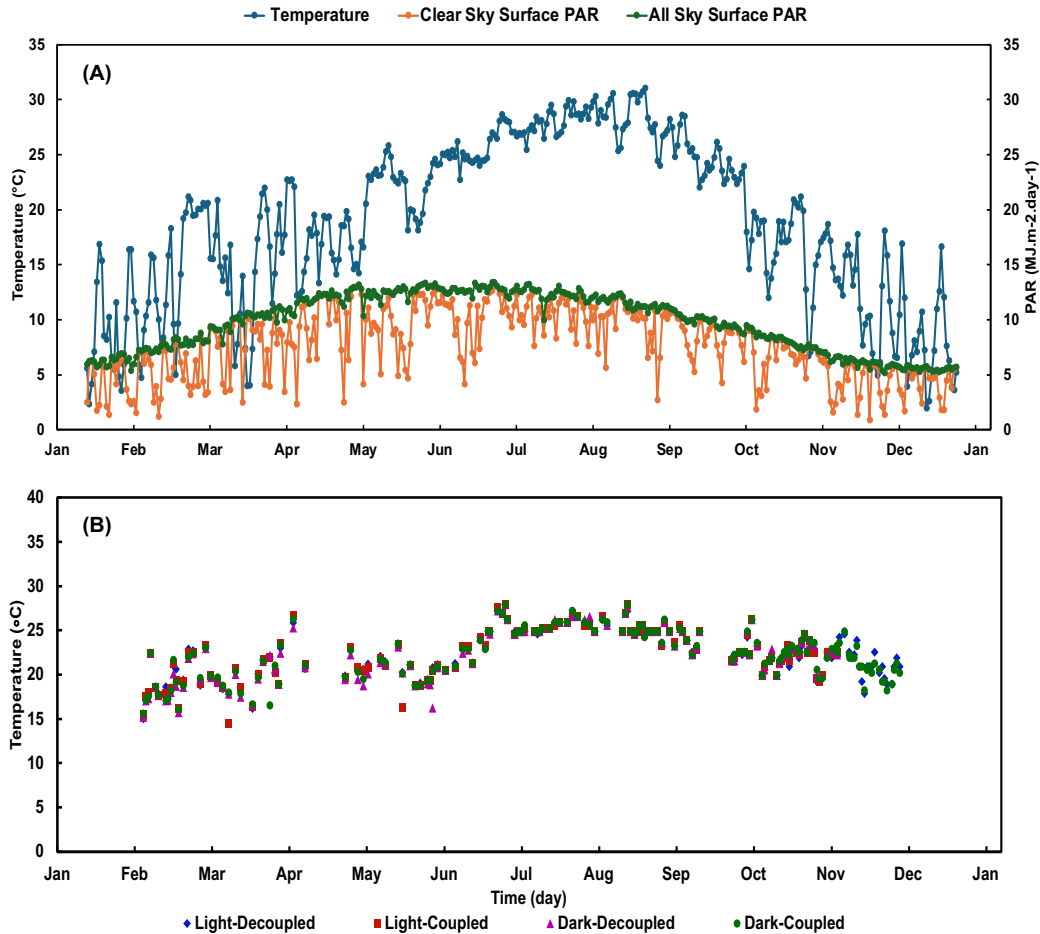 Temperature Clear Sky Surface PAR All Sky Surface PAR
(A)
Temperature (°C)
35
30
25
20
15
10
5
0
35
30
25
20
15
10
5
0
PAR (MJ.m-2.day-1)
Jan Feb Mar Apr May Jun Jul Aug Sep Oct Nov Dec Jan
(B)
Temperature (∘C)
40
35
30
25
20
15
10
5
0
Jan Feb Mar Apr May Jun Jul Aug Sep Oct Nov Dec Jan
Time (day)
Light-Decoupled Light-Coupled Dark-Decoupled Dark-Coupled